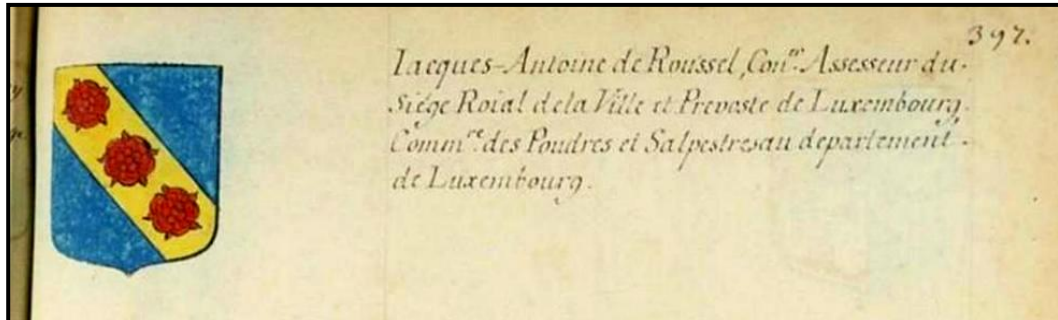 397.
Iacques-Antoine de Roussel, Con.er Assesseur du
Siége Roial de la Ville et Prevoste de Luxembourg.
Comm.re des Poudres et Salpestres au departement
de Luxembourg.